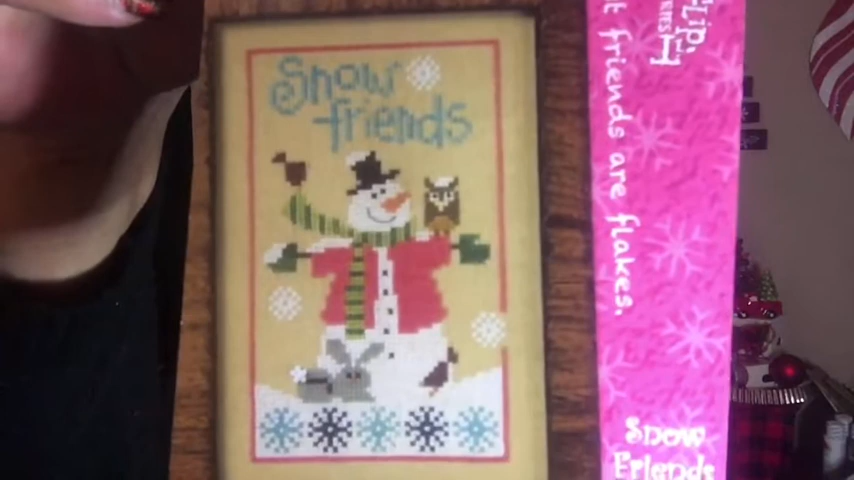 Snow
friends
t friends are flakes.
Snow
Friends